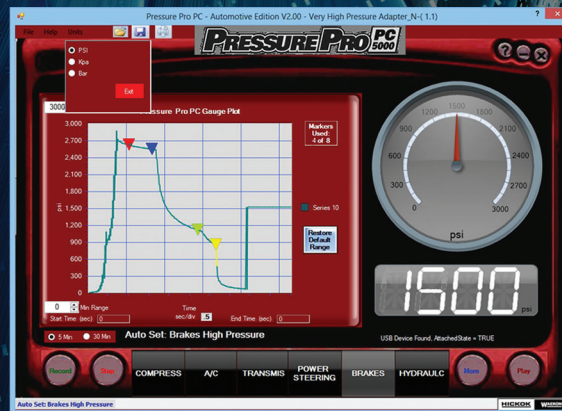 Pressure Pro PC - Automotive Edition V2.00 - Very High Pressure Adapter_N-( 1.1)
? ×
File Help Undo
PRESSURE PRO PC 5000
? – ×
PSI
Kpa
Bar
Exit
3000
Pressure Pro PC Gauge Plot
Markers
Used:
4 of 8
3.000
2.700
2.400
2.100
1.800
1.500
1.200
900
600
300
0
psi
Series 10
Restore
Default
Range
0 Min Range
Time
sec/div .5
Start Time (sec) 0
End Time (sec) 0
5 Min 30 Min
Auto Set: Brakes High Pressure
0
300
600
900
1200
1500
1800
2100
2400
2700
3000
psi
1500 psi
USB Device Found, AttachedState = TRUE
Record
Stop
COMPRESS
A/C
TRANSMIS
POWER
STEERING
BRAKES
HYDRAULC
More
Play
Auto Set: Brakes High Pressure
HICKOK
WAEKON